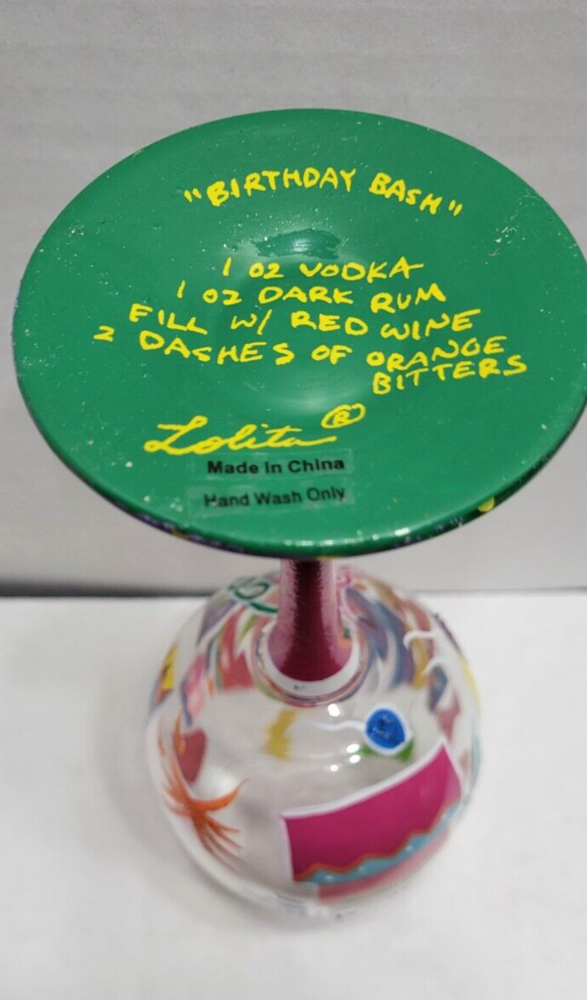 "BIRTHDAY BASH"
1 OZ VODKA
1 OZ DARK RUM
FILL W/ RED WINE
2 DASHES OF ORANGE
BITTERS
Lolita®
Made in China
Hand Wash Only